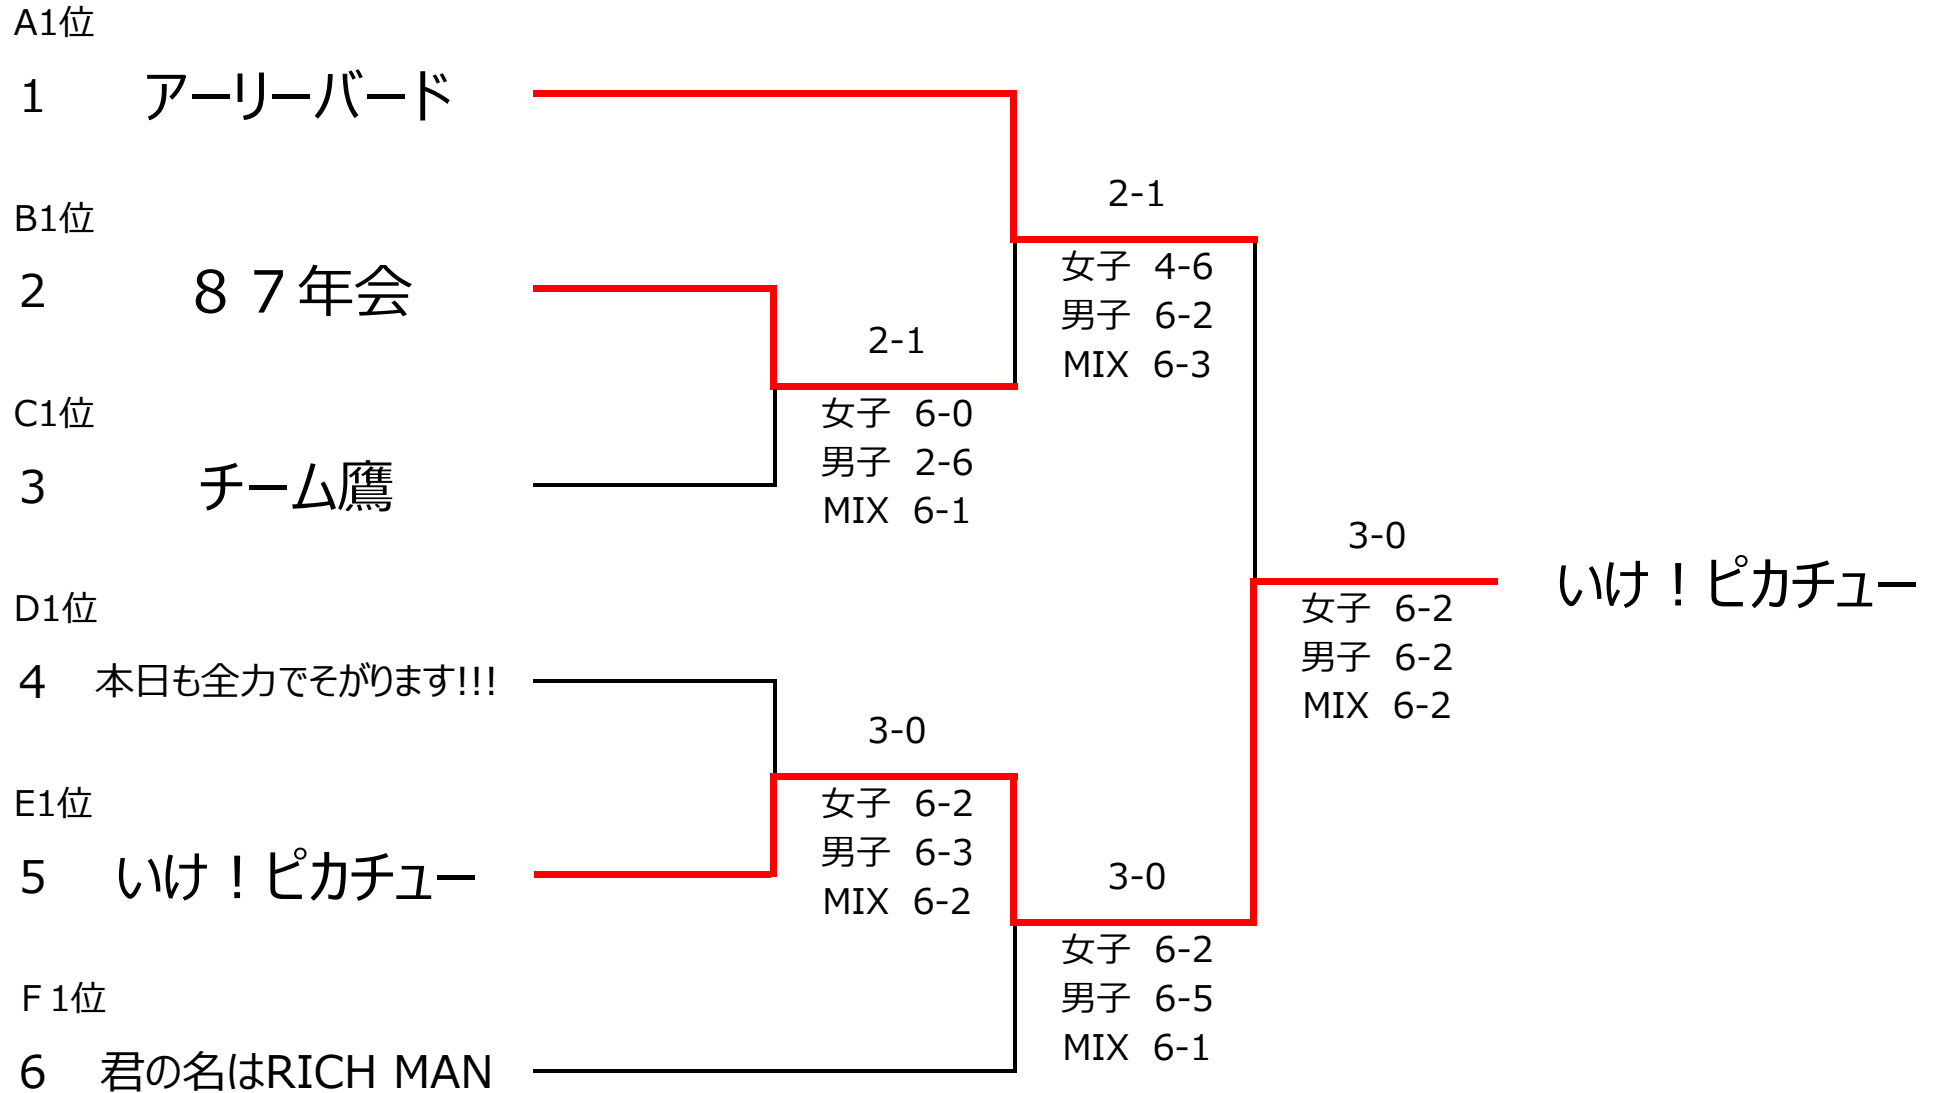 A1位
1 アーリーバード
2-1
B1位
女子 4-6
2 ８７年会
男子 6-2
2-1
MIX 6-3
C1位
女子 6-0
男子 2-6
3 チーム鷹
MIX 6-1
3-0
いけ！ピカチュー
D1位
女子 6-2
男子 6-2
4 本日も全力でそがります!!!
MIX 6-2
3-0
E1位
女子 6-2
男子 6-3
5 いけ！ピカチュー
3-0
MIX 6-2
女子 6-2
Ｆ1位
男子 6-5
MIX 6-1
6 君の名はRICH MAN